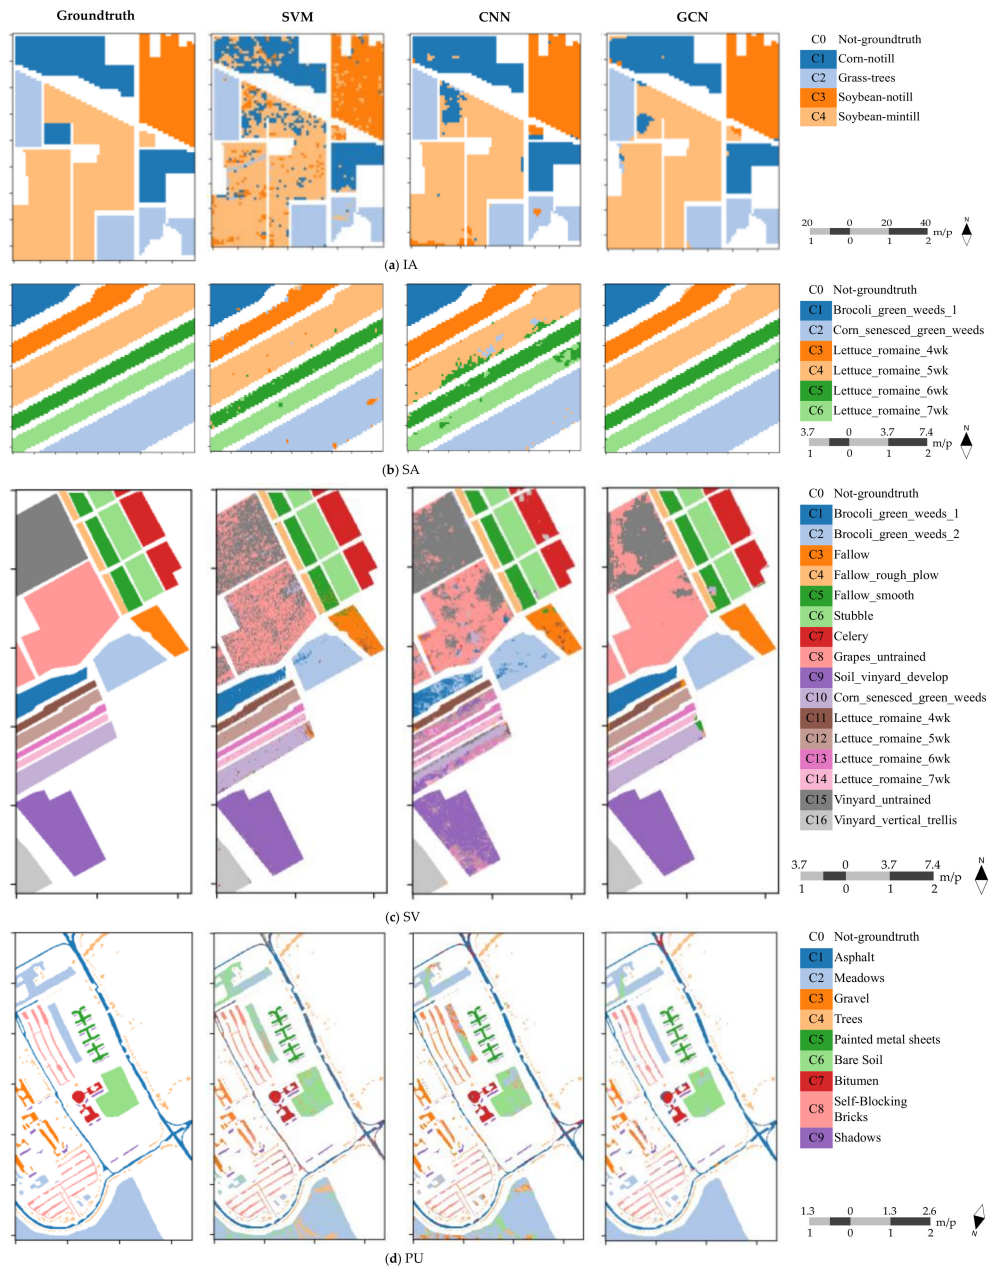 Groundtruth SVM CNN GCN
C0 Not-groundtruth
C1 Corn-notill
C2 Grass-trees
C3 Soybean-notill
C4 Soybean-mintill
20 0 20 40 N
m/p
1 0 1 2
(a) IA
C0 Not-groundtruth
C1 Brocoli_green_weeds_1
C2 Corn_senesced_green_weeds
C3 Lettuce_romaine_4wk
C4 Lettuce_romaine_5wk
C5 Lettuce_romaine_6wk
C6 Lettuce_romaine_7wk
3.7 0 3.7 7.4 N
m/p
1 0 1 2
(b) SA
C0 Not-groundtruth
C1 Brocoli_green_weeds_1
C2 Brocoli_green_weeds_2
C3 Fallow
C4 Fallow_rough_plow
C5 Fallow_smooth
C6 Stubble
C7 Celery
C8 Grapes_untrained
C9 Soil_vinyard_develop
C10 Corn_senesced_green_weeds
C11 Lettuce_romaine_4wk
C12 Lettuce_romaine_5wk
C13 Lettuce_romaine_6wk
C14 Lettuce_romaine_7wk
C15 Vinyard_untrained
C16 Vinyard_vertical_trellis
3.7 0 3.7 7.4 N
m/p
1 0 1 2
(c) SV
C0 Not-groundtruth
C1 Asphalt
C2 Meadows
C3 Gravel
C4 Trees
C5 Painted metal sheets
C6 Bare Soil
C7 Bitumen
C8 Self-Blocking
Bricks
C9 Shadows
1.3 0 1.3 2.6
m/p
1 0 1 2 N
(d) PU